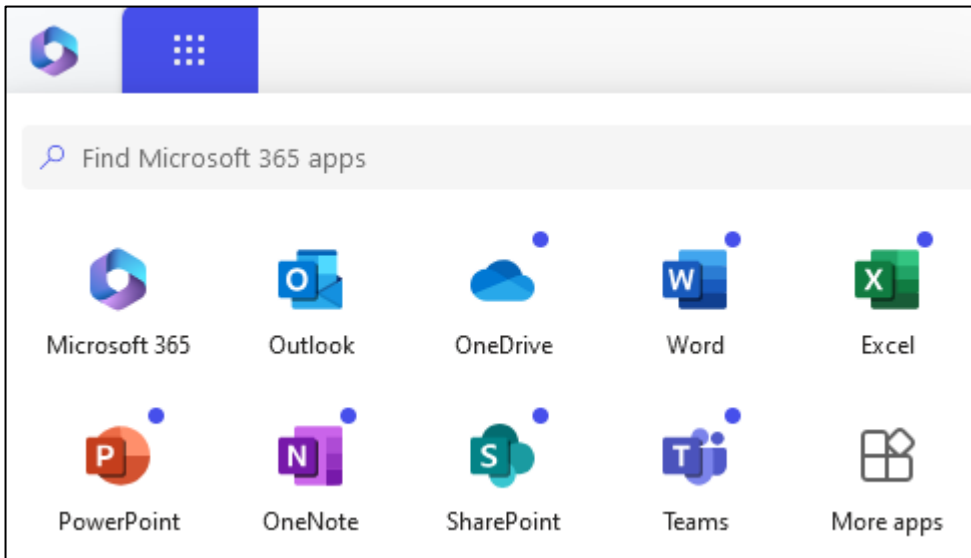 Find Microsoft 365 apps
O W X
Microsoft 365 Outlook OneDrive Word Excel
P N S T
PowerPoint OneNote SharePoint Teams More apps